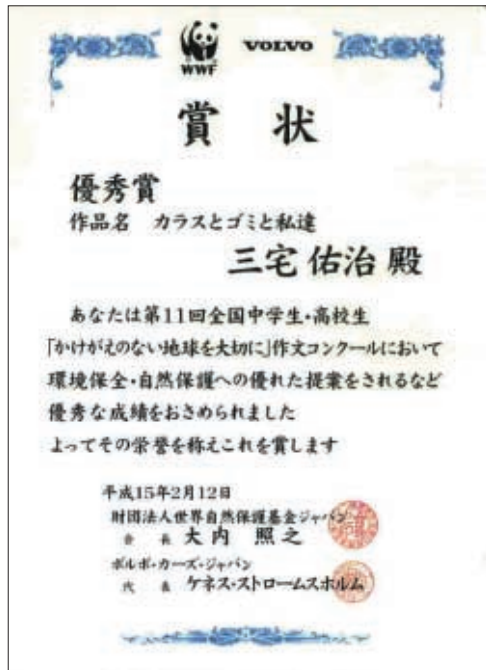 WWF
VOLVO
賞 状
優秀賞
作品名 カラスとゴミと私達
三宅佑治 殿
あなたは第11回全国中学生・高校生
「かけがえのない地球を大切に」作文コンクールにおいて
環境保全・自然保護への優れた提案をされるなど
優秀な成績をおさめられました
よってその栄誉を称えこれを賞します
平成15年2月12日
財団法人世界自然保護基金ジャパン
会 長 大内 照之
ボルボ・カーズ・ジャパン
代 表 ケネス・ストロームスホルム